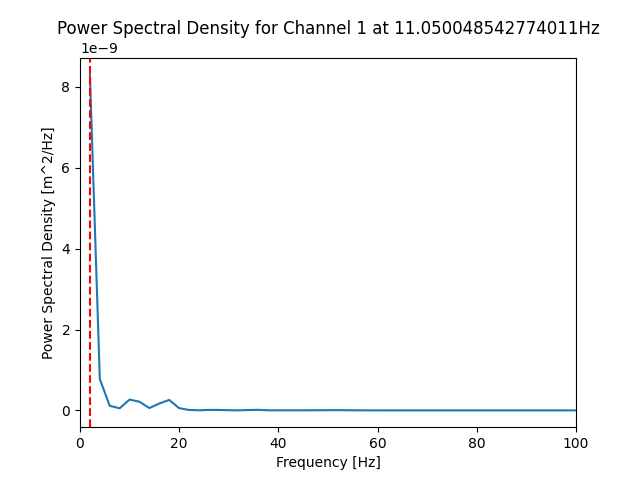 Power Spectral Density for Channel 1 at 11.050048542774011Hz
1e−9
8
6
4
2
0
Power Spectral Density [m^2/Hz]
0 20 40 60 80 100
Frequency [Hz]